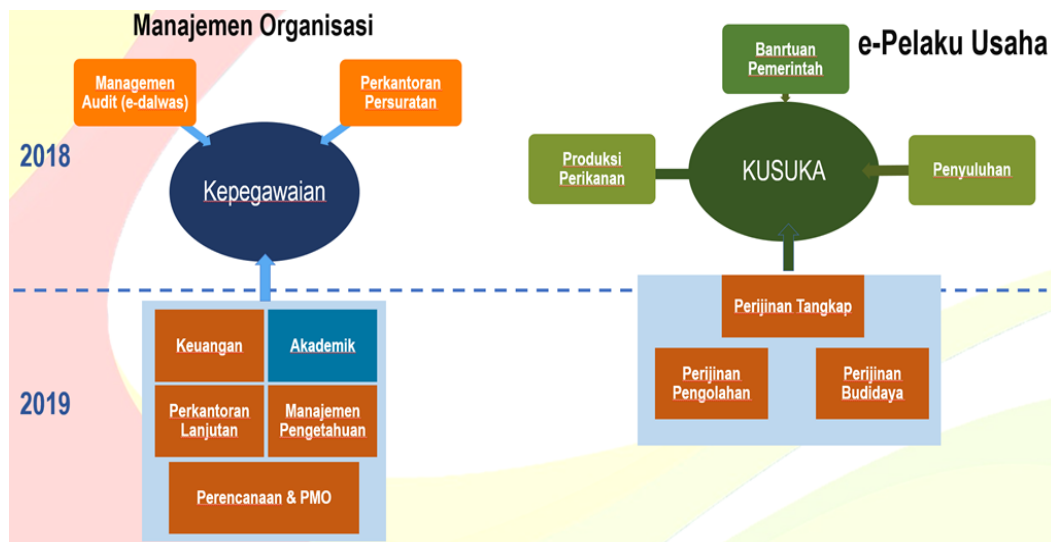 Manajemen Organisasi
e-Pelaku Usaha
2018
Managemen
Audit (e-dalwas)
Perkantoran
Persuratan
Kepegawaian
Banrtuan
Pemerintah
Produksi
Perikanan
KUSUKA
Penyuluhan
2019
Keuangan
Akademik
Perkantoran
Lanjutan
Manajemen
Pengetahuan
Perencanaan & PMO
Perijinan Tangkap
Perijinan
Pengolahan
Perijinan
Budidaya